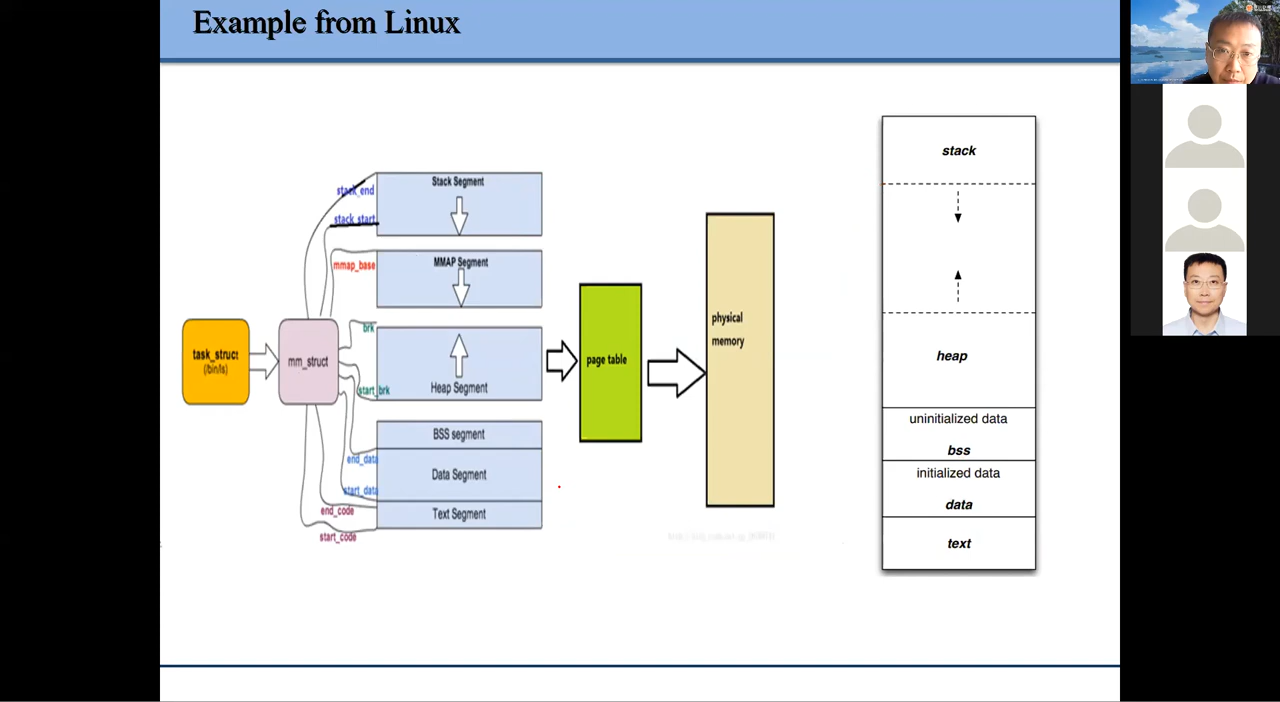 Example from Linux
stack_end
Stack Segment
stack_start
mmap_base
MMAP Segment
brk
start_brk
Heap Segment
task_struct
(/bin/ls)
mm_struct
BSS segment
end_data
Data Segment
start_data
end_code
Text Segment
start_code
page table
physical
memory
stack
heap
uninitialized data
bss
initialized data
data
text